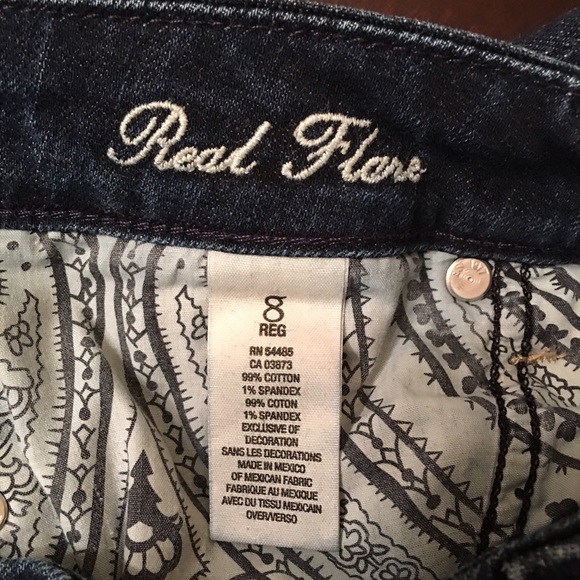 Real Flare
8
REG
RN 54485
CA 03873
99% COTTON
1% SPANDEX
99% COTTON
1% SPANDEX
EXCLUSIVE OF
DECORATION
SANS LES DECORATIONS
MADE IN MEXICO
OF MEXICAN FABRIC
FABRIQUE AU MEXIQUE
AVEC DU TISSU MEXICAIN
OVER/VERSO